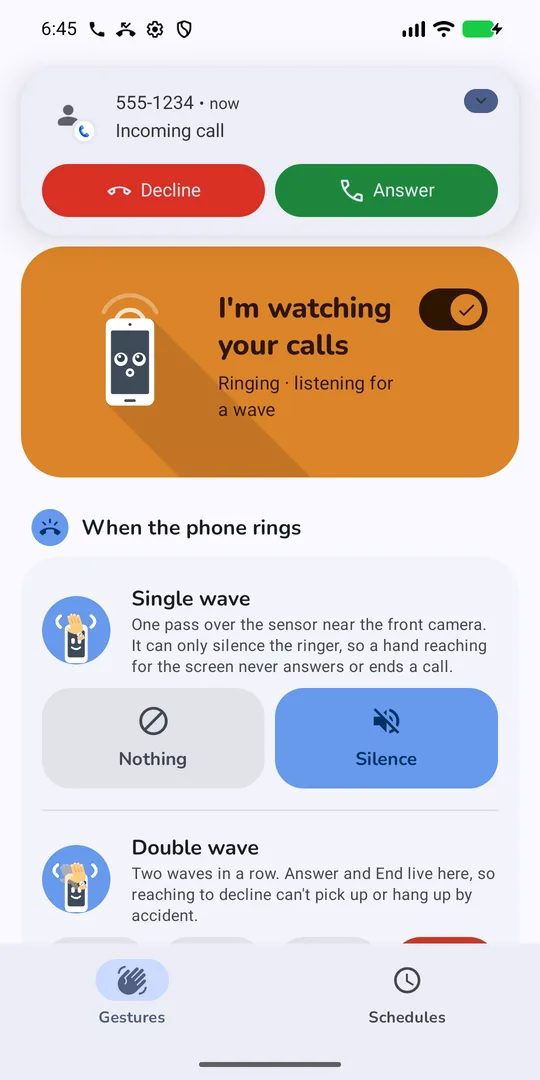 6:45
555-1234 • now
Incoming call
Decline
Answer
I'm watching
your calls
Ringing · listening for
a wave
When the phone rings
Single wave
One pass over the sensor near the front camera.
It can only silence the ringer, so a hand reaching
for the screen never answers or ends a call.
Nothing
Silence
Double wave
Two waves in a row. Answer and End live here, so
reaching to decline can't pick up or hang up by
accident.
Gestures
Schedules